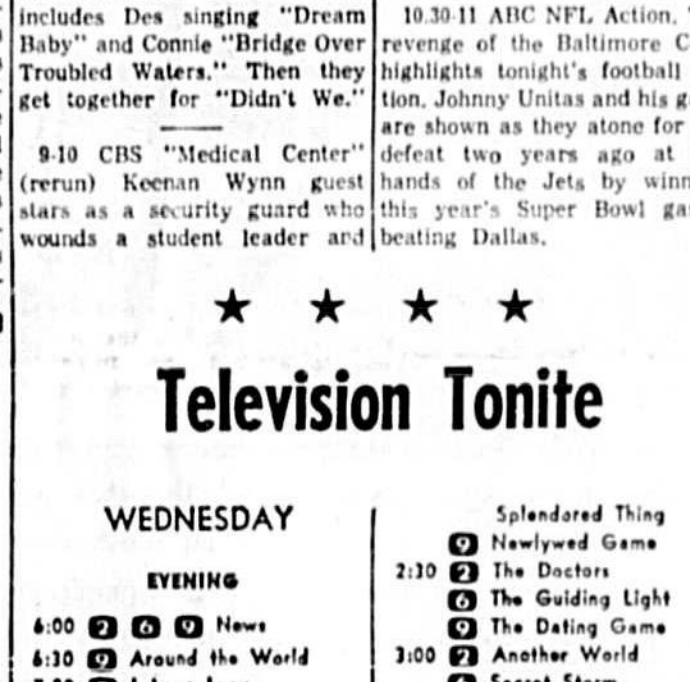 includes Des singing "Dream
Baby" and Connie "Bridge Over
Troubled Waters." Then they
get together for "Didn't We."
9-10 CBS "Medical Center"
(rerun) Keenan Wynn guest
stars as a security guard who
wounds a student leader and
10.30-11 ABC NFL Action.
revenge of the Baltimore
highlights tonight's football
tion. Johnny Unitas and his
are shown as they atone for
defeat two years ago at
hands of the Jets by
this year's Super Bowl
beating Dallas.
Television Tonite
WEDNESDAY
EVENING
6:00 2 6 9 News
6:30 9 Around the World
Splendored Thing
9 Newlywed Game
2:30 2 The Doctors
6 The Guiding Light
9 The Dating Game
3:00 2 Another World
6 Secret Storm